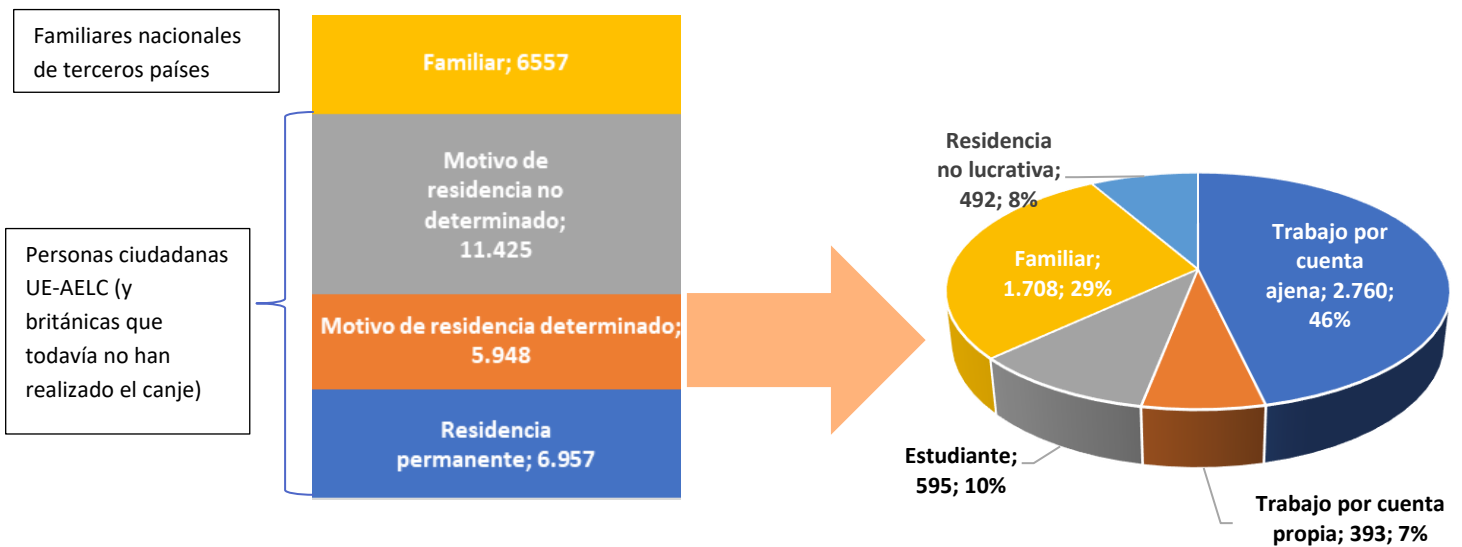 Familiares nacionales
de terceros países
Familiar; 6557
Motivo de
residencia no
determinado;
11.425
Personas ciudadanas
UE-AELC (y
británicas que
todavía no han
realizado el canje)
Motivo de residencia determinado;
5.948
Residencia
permanente; 6.957
Residencia
no lucrativa;
492; 8%
Trabajo por
cuenta
ajena; 2.760;
46%
Familiar;
1.708; 29%
Estudiante;
595; 10%
Trabajo por cuenta
propia; 393; 7%